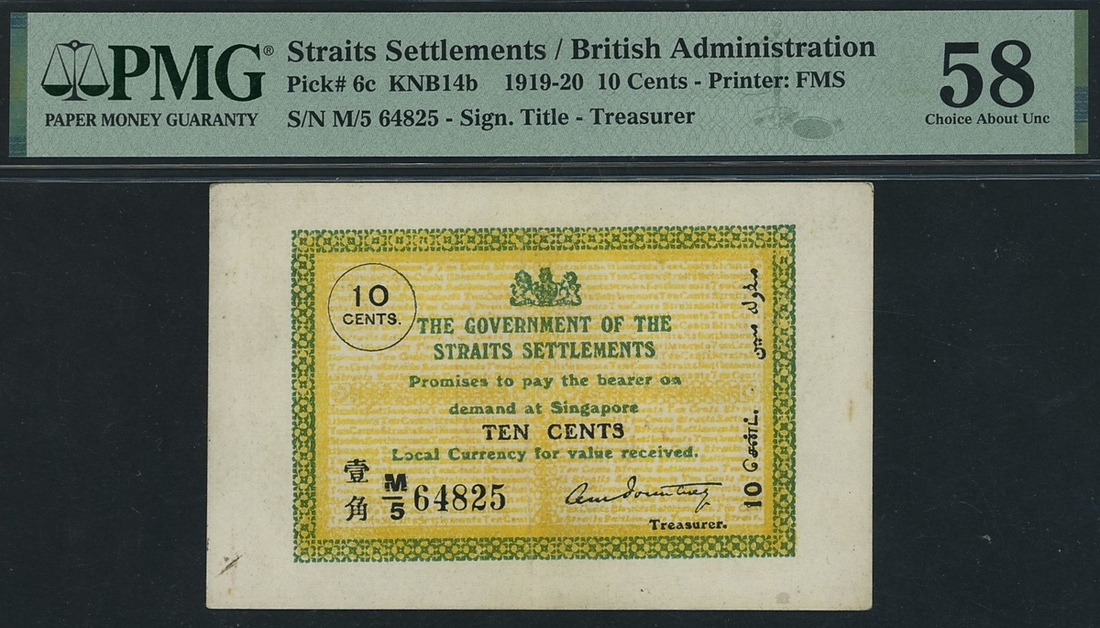 PMG®
PAPER MONEY GUARANTY
Straits Settlements / British Administration
Pick# 6c KNB14b 1919-20 10 Cents - Printer: FMS
S/N M/5 64825 - Sign. Title - Treasurer
58
Choice About Unc
10
CENTS.
THE GOVERNMENT OF THE
STRAITS SETTLEMENTS
Promises to pay the bearer on
demand at Singapore
TEN CENTS
Local Currency for value received.
壹
角
M/5 64825
Treasurer.
10 சென்ட்.